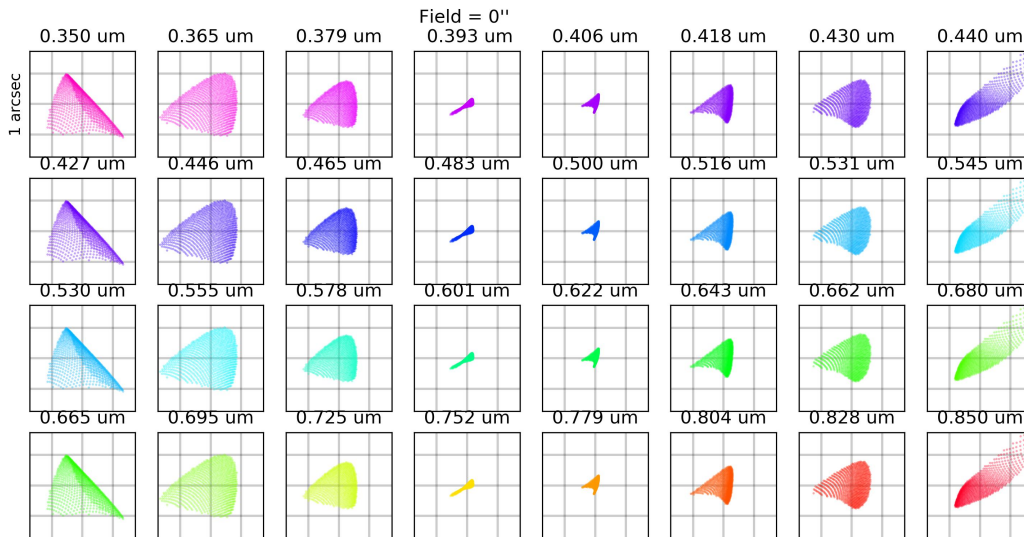 Field = 0''
0.350 um 0.365 um 0.379 um 0.393 um 0.406 um 0.418 um 0.430 um 0.440 um
1 arcsec
0.427 um 0.446 um 0.465 um 0.483 um 0.500 um 0.516 um 0.531 um 0.545 um
0.530 um 0.555 um 0.578 um 0.601 um 0.622 um 0.643 um 0.662 um 0.680 um
0.665 um 0.695 um 0.725 um 0.752 um 0.779 um 0.804 um 0.828 um 0.850 um